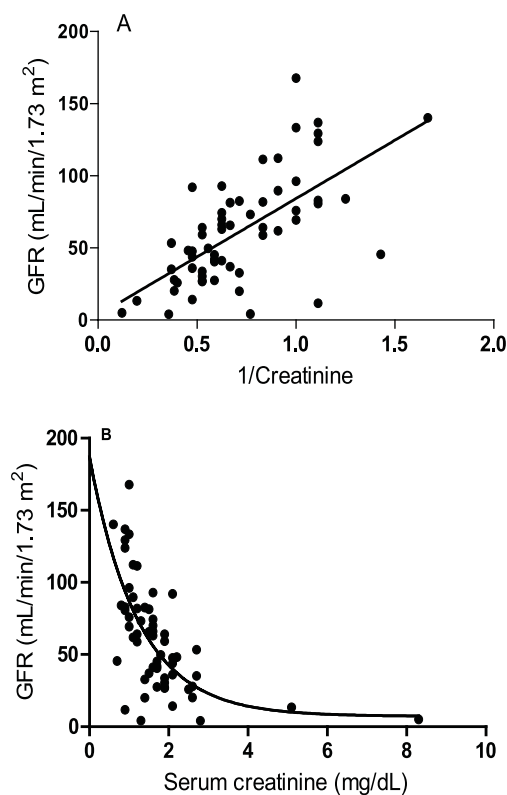 A
200
150
100
50
0
GFR (mL/min/1.73 m²)
0.0 0.5 1.0 1.5 2.0
1/Creatinine
B
200
150
100
50
0
GFR (mL/min/1.73 m²)
0 2 4 6 8 10
Serum creatinine (mg/dL)